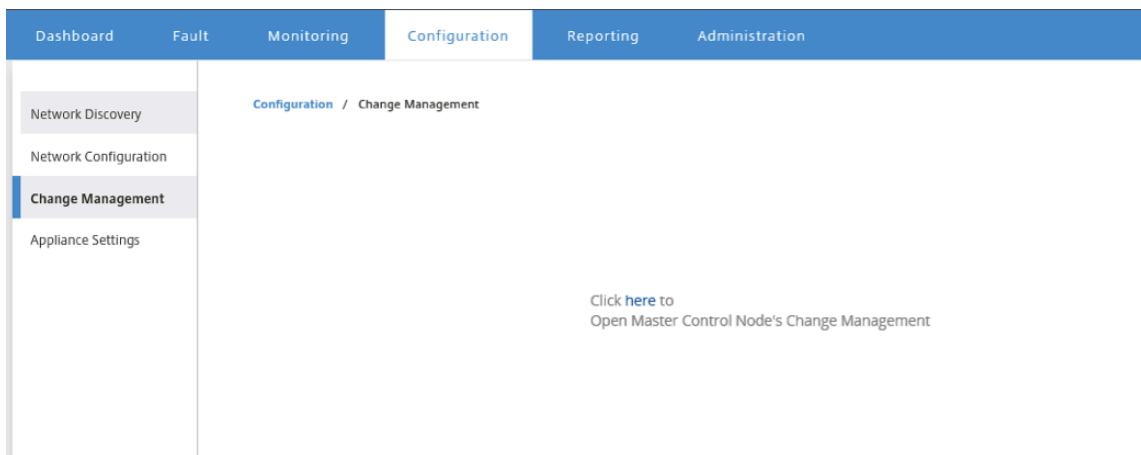 Dashboard Fault Monitoring Configuration Reporting Administration
Network Discovery
Network Configuration
Change Management
Appliance Settings
Configuration / Change Management
Click here to
Open Master Control Node's Change Management